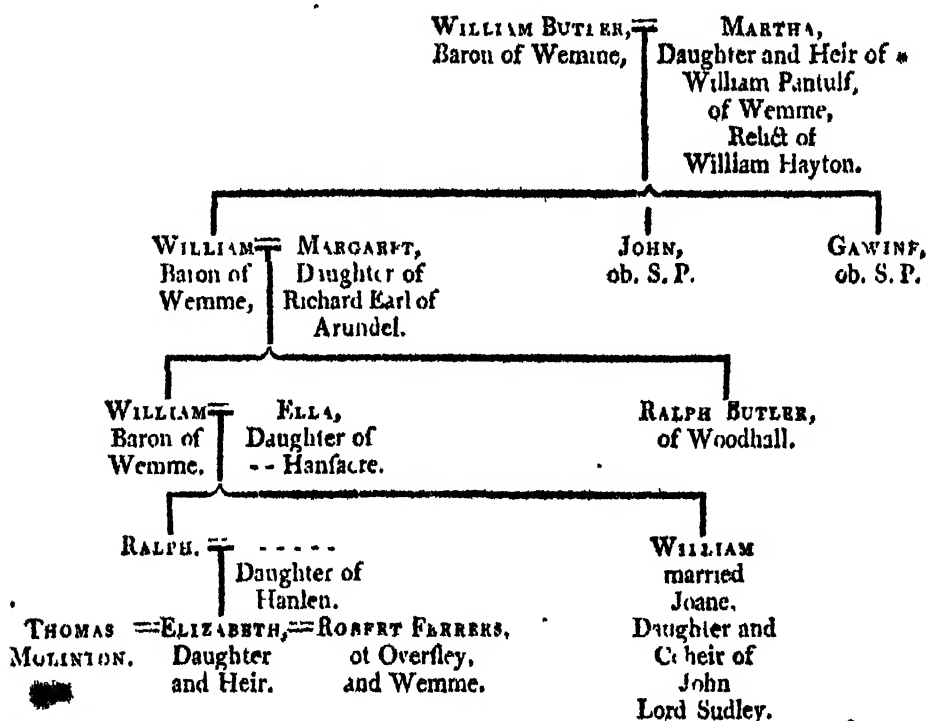 WILLIAM BUTLER,
Baron of Wemme,
MARTHA,
Daughter and Heir of
William Pantulf,
of Wemme,
Relict of
William Hayton.
WILLIAM
Baron of
Wemme,
MARGARET,
Daughter of
Richard Earl of
Arundel.
JOHN,
ob. S. P.
GAWINE,
ob. S. P.
WILLIAM
Baron of
Wemme.
ELLA,
Daughter of
- - Hanſacre.
RALPH BUTLER,
of Woodhall.
RALPH.
- - - - -
Daughter of
Hanlen.
WILLIAM
married
Joane,
Daughter and
Coheir of
John
Lord Sudley.
THOMAS
MOLINTON.
ELIZABETH,
Daughter
and Heir.
ROBERT FERRERS,
of Overſley,
and Wemme.